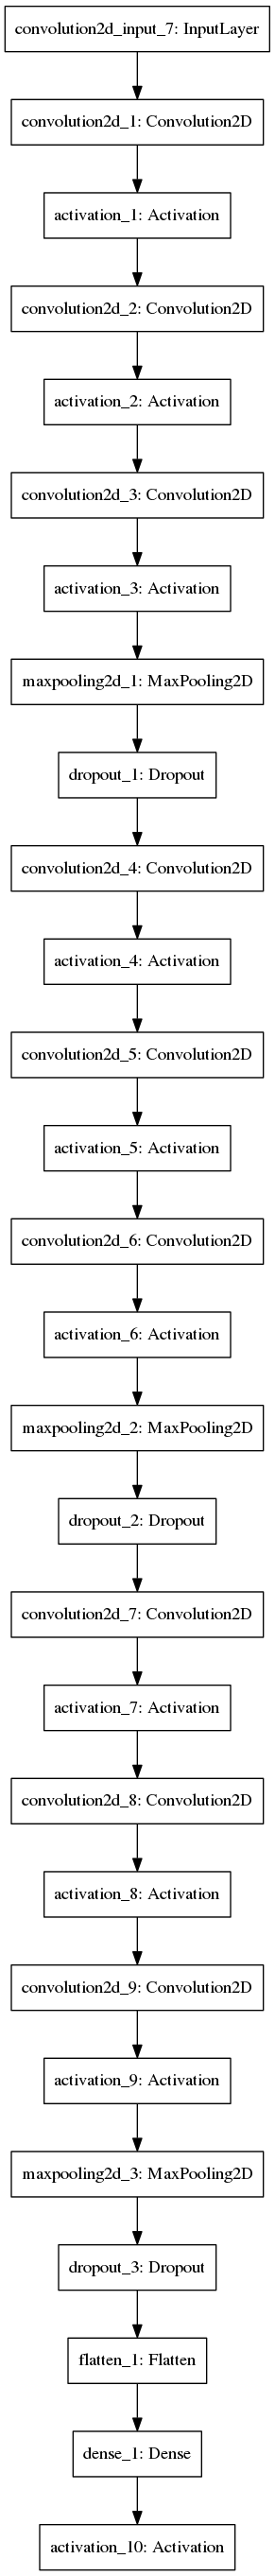 convolution2d_input_7: InputLayer
convolution2d_1: Convolution2D
activation_1: Activation
convolution2d_2: Convolution2D
activation_2: Activation
convolution2d_3: Convolution2D
activation_3: Activation
maxpooling2d_1: MaxPooling2D
dropout_1: Dropout
convolution2d_4: Convolution2D
activation_4: Activation
convolution2d_5: Convolution2D
activation_5: Activation
convolution2d_6: Convolution2D
activation_6: Activation
maxpooling2d_2: MaxPooling2D
dropout_2: Dropout
convolution2d_7: Convolution2D
activation_7: Activation
convolution2d_8: Convolution2D
activation_8: Activation
convolution2d_9: Convolution2D
activation_9: Activation
maxpooling2d_3: MaxPooling2D
dropout_3: Dropout
flatten_1: Flatten
dense_1: Dense
activation_10: Activation